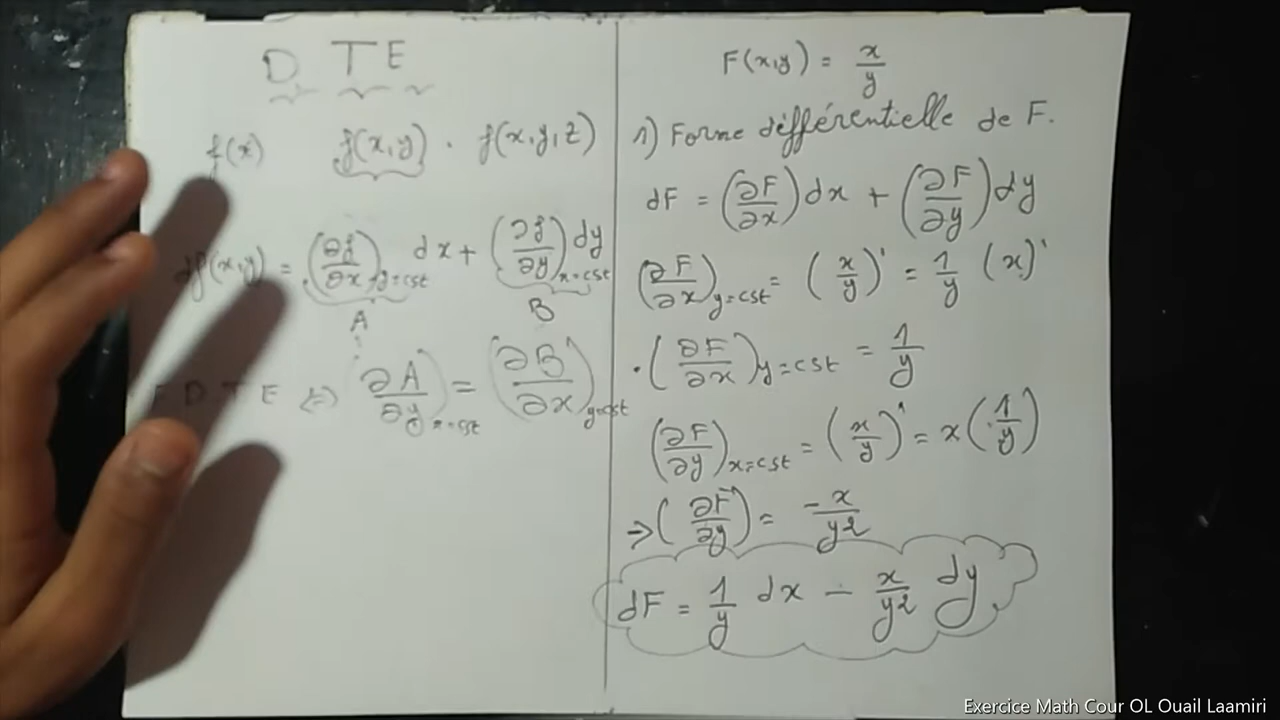 D. T E
f(x) f(x,y) . f(x,y,z)
df(x,y) = (∂f/∂x)y=cst dx + (∂f/∂y)x=cst dy
A B
D T E ⇔ (∂A/∂y)x=cst = (∂B/∂x)y=cst
F(x,y) = x/y
1) Forme différentielle de F.
dF = (∂F/∂x)dx + (∂F/∂y)dy
(∂F/∂x)y=cst = (x/y)' = 1/y (x)'
. (∂F/∂x)y=cst = 1/y
(∂F/∂y)x=cst = (x/y)' = x(1/y)
⇒ (∂F/∂y) = -x/y2
dF = 1/y dx - x/y2 dy
Exercice Math Cour OL Ouail Laamiri